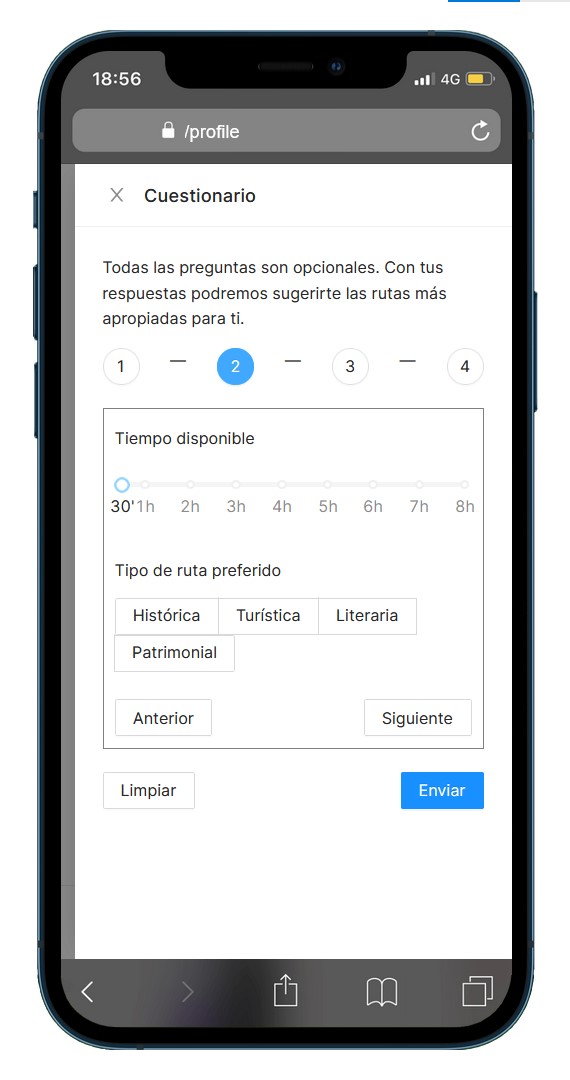 18:56 4G
/profile
Cuestionario
Todas las preguntas son opcionales. Con tus
respuestas podremos sugerirte las rutas más
apropiadas para ti.
1 — 2 — 3 — 4
Tiempo disponible
30' 1h 2h 3h 4h 5h 6h 7h 8h
Tipo de ruta preferido
Histórica Turística Literaria
Patrimonial
Anterior Siguiente
Limpiar Enviar